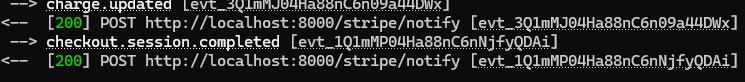 --> charge.updated [evt_3Q1mMJ04Ha88nC6n09a44DWx]
<-- [200] POST http://localhost:8000/stripe/notify [evt_3Q1mMJ04Ha88nC6n09a44DWx]
--> checkout.session.completed [evt_1Q1mMP04Ha88nC6nNjfyQDAi]
<-- [200] POST http://localhost:8000/stripe/notify [evt_1Q1mMP04Ha88nC6nNjfyQDAi]